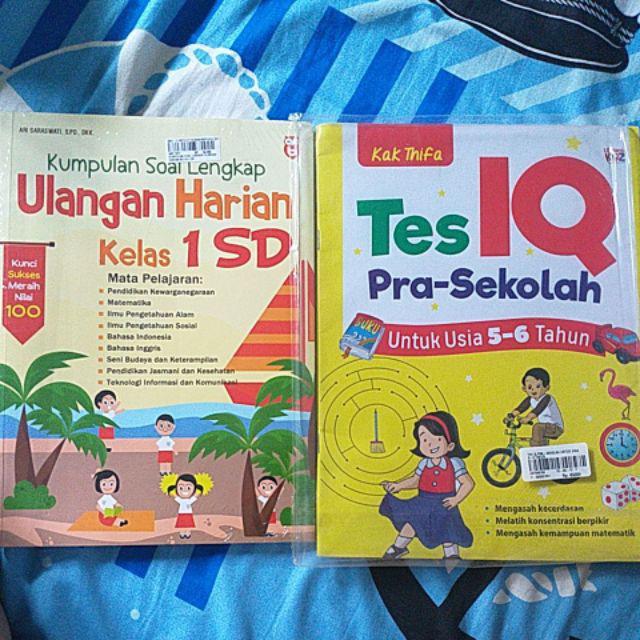 ARI SARASWATI, S.PD., DKK.
Kumpulan Soal Lengkap
Ulangan Harian
Kelas 1 SD
Kunci
Sukses
Meraih
Nilai
100
Mata Pelajaran:
Pendidikan Kewarganegaraan
Matematika
Ilmu Pengetahuan Alam
Ilmu Pengetahuan Sosial
Bahasa Indonesia
Bahasa Inggris
Seni Budaya dan Keterampilan
Pendidikan Jasmani dan Kesehatan
Teknologi Informasi dan Komunikasi
Kak Thifa
Tes IQ
Pra-Sekolah
BUKU
Untuk Usia 5-6 Tahun
• Mengasah kecerdasan
• Melatih konsentrasi berpikir
• Mengasah kemampuan matematik